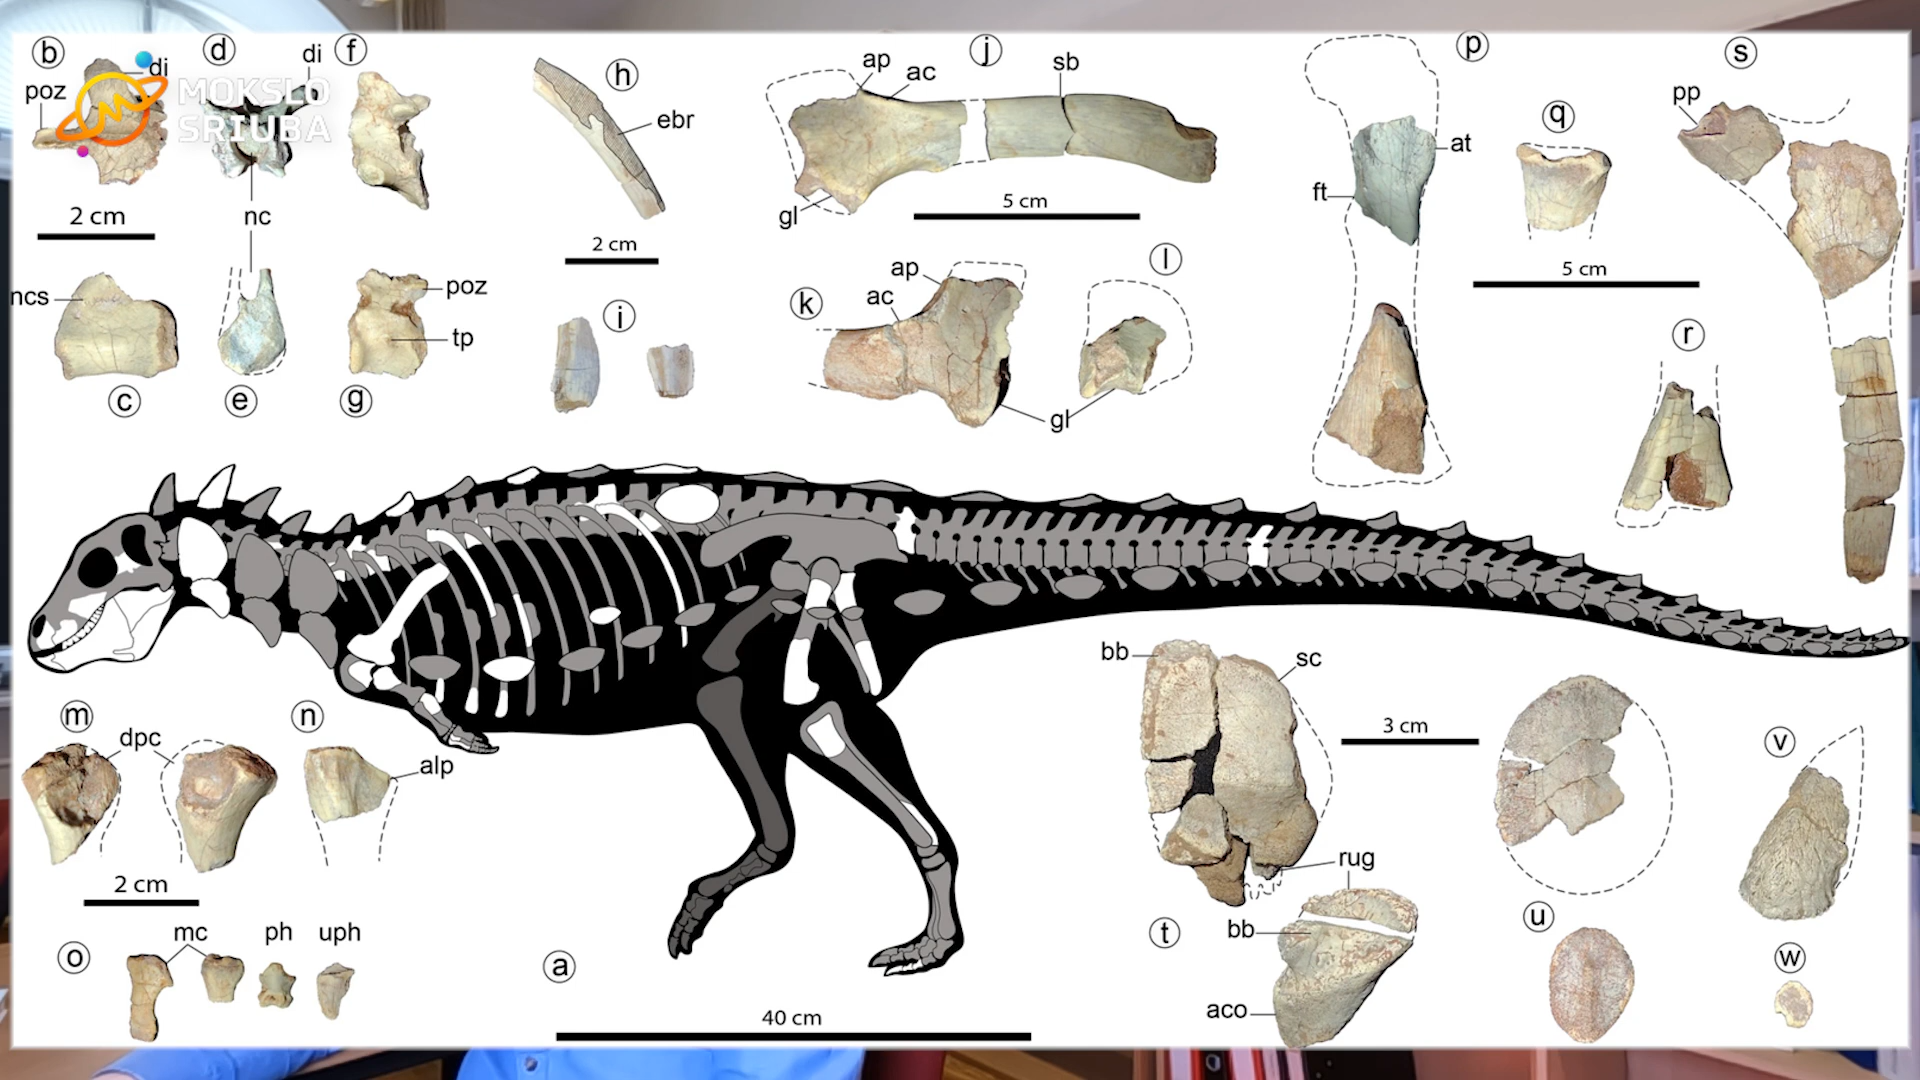 MOKSLO
SRIUBA
b
di
poz
2 cm
d
di
nc
f
h
ebr
2 cm
j
ap
ac
sb
gl
5 cm
p
at
ft
q
5 cm
s
pp
ncs
c
e
poz
tp
g
i
k
ap
ac
l
gl
r
m
dpc
n
alp
2 cm
o
mc
ph
uph
a
40 cm
bb
sc
3 cm
rug
t
bb
aco
u
v
w